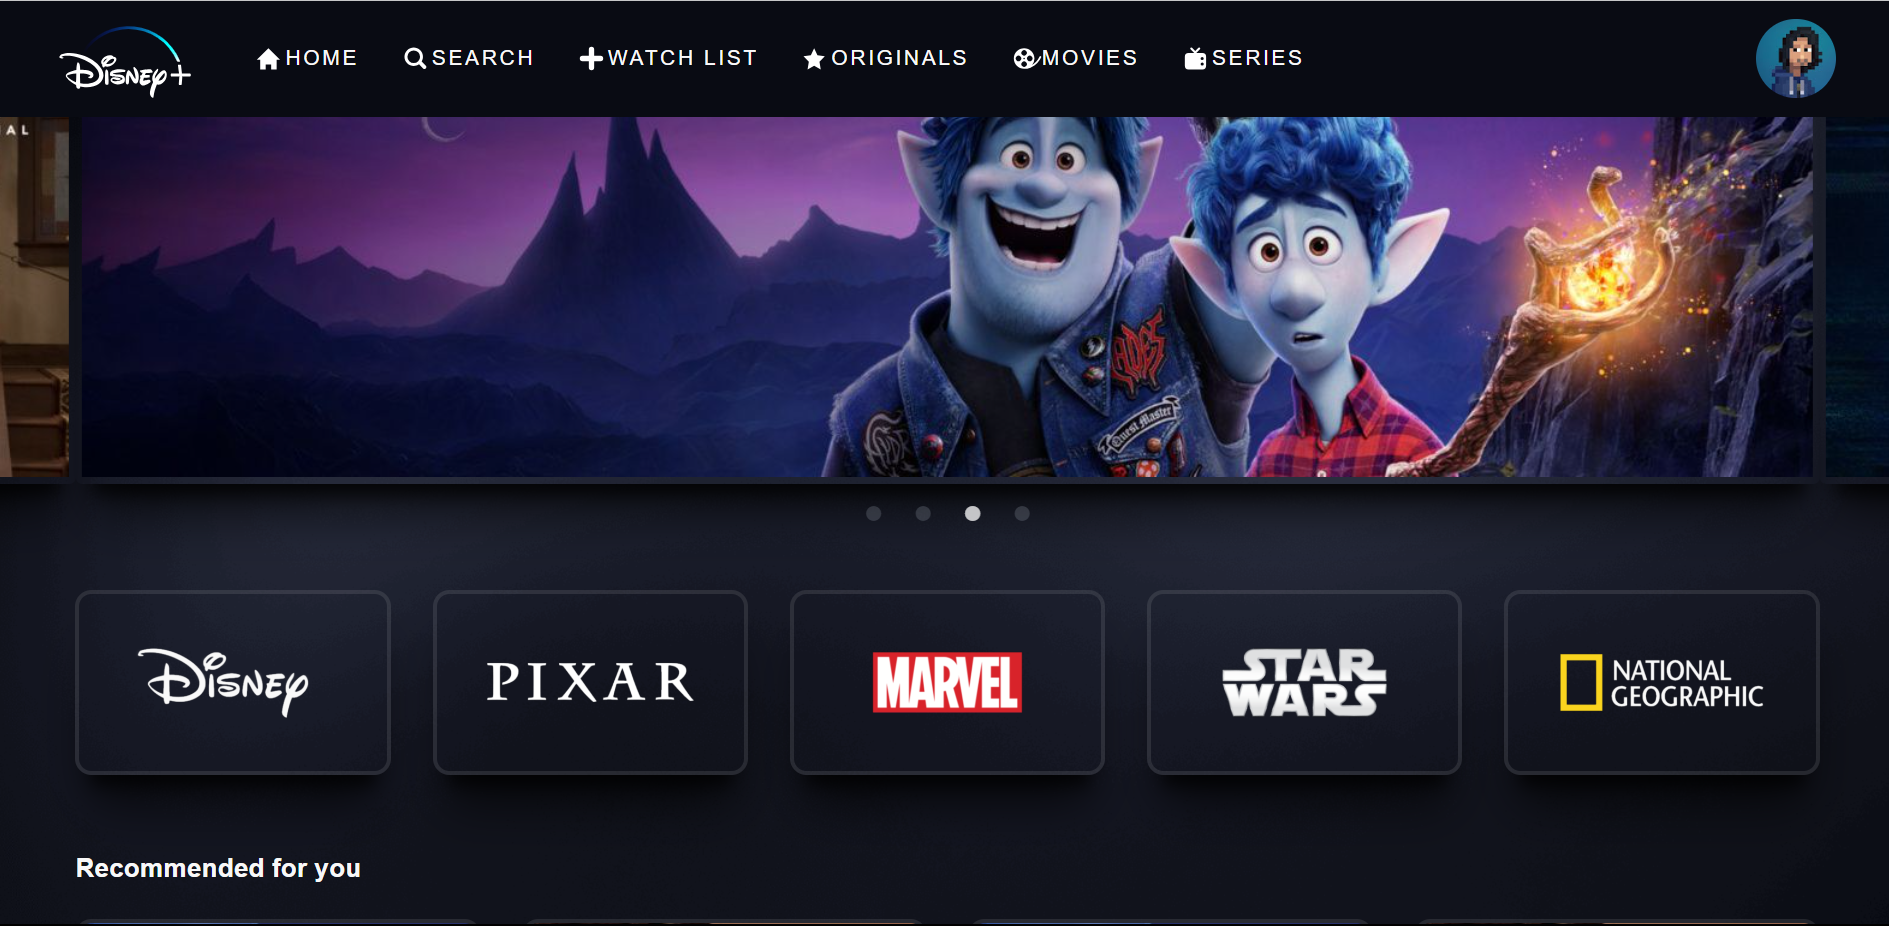 Disney+
HOME
SEARCH
WATCH LIST
ORIGINALS
MOVIES
SERIES
AL
Quest Master
Disney
PIXAR
MARVEL
STAR
WARS
NATIONAL
GEOGRAPHIC
Recommended for you